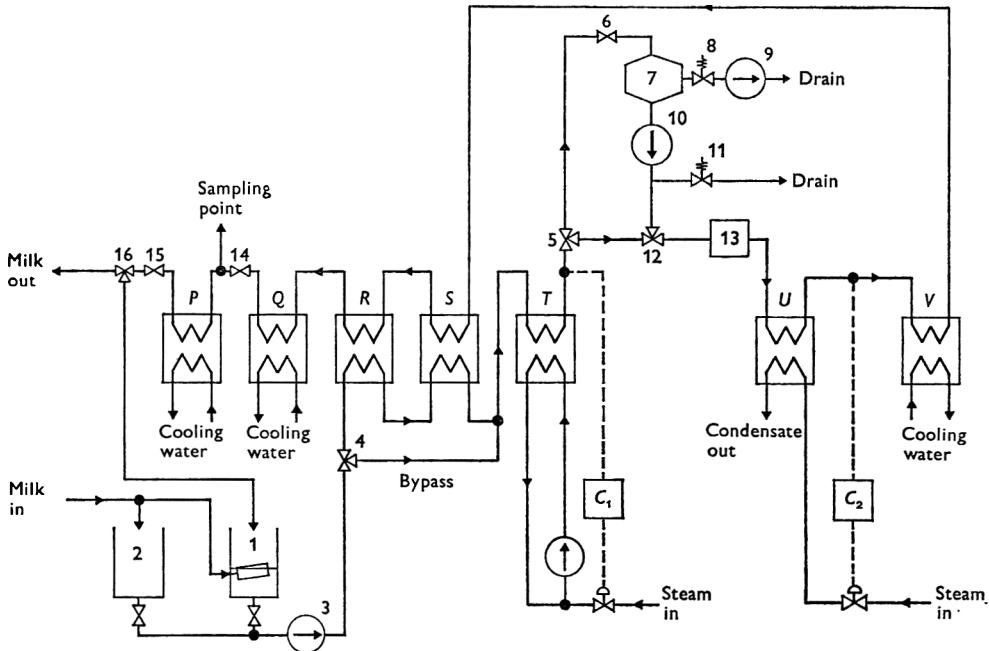 6
8
9
7
Drain
10
11
Sampling
point
Drain
16
15
14
5
13
12
Milk
out
P
Q
R
S
T
U
V
Cooling
water
Cooling
water
4
Bypass
Condensate
out
Cooling
water
Milk
in
C₁
C₂
2
1
3
Steam
in
Steam
in